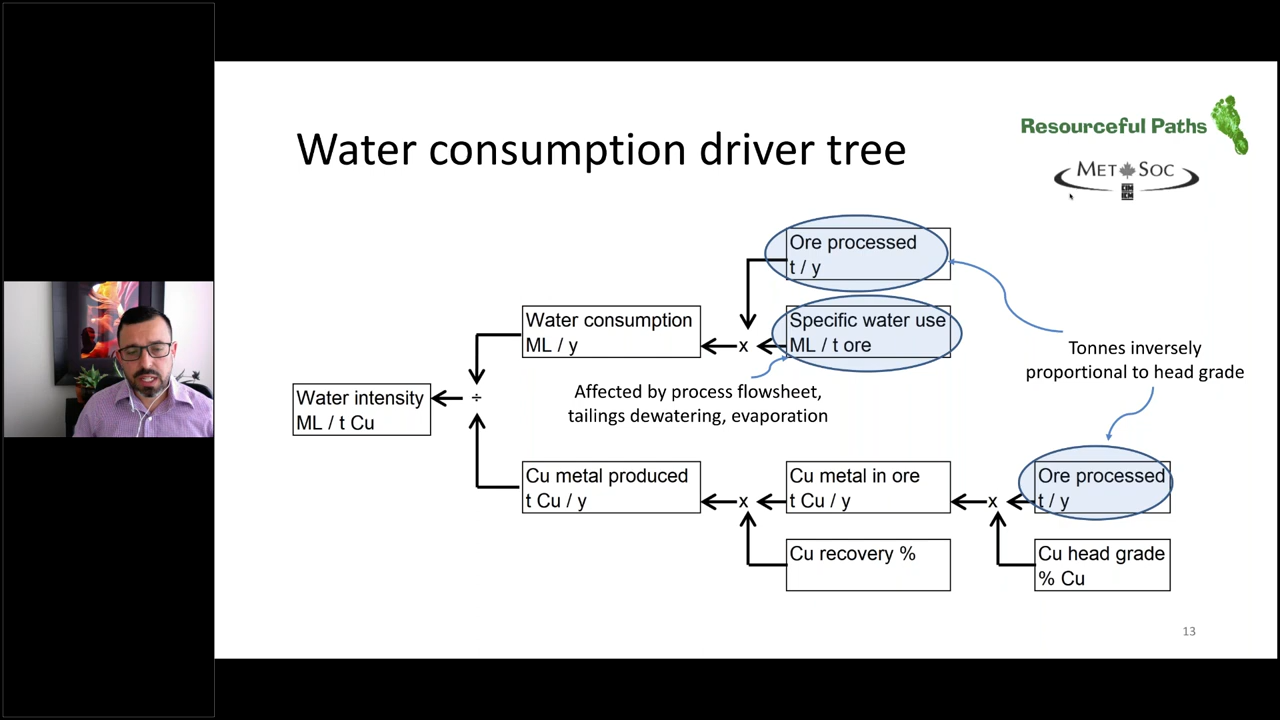 Water consumption driver tree
Resourceful Paths
MET SOC
CIM
ICM
Ore processed
t / y
Water consumption
ML / y
x
Specific water use
ML / t ore
Tonnes inversely
proportional to head grade
Affected by process flowsheet,
tailings dewatering, evaporation
Water intensity
ML / t Cu
÷
Cu metal produced
t Cu / y
x
Cu metal in ore
t Cu / y
x
Ore processed
t / y
Cu recovery %
Cu head grade
% Cu
13